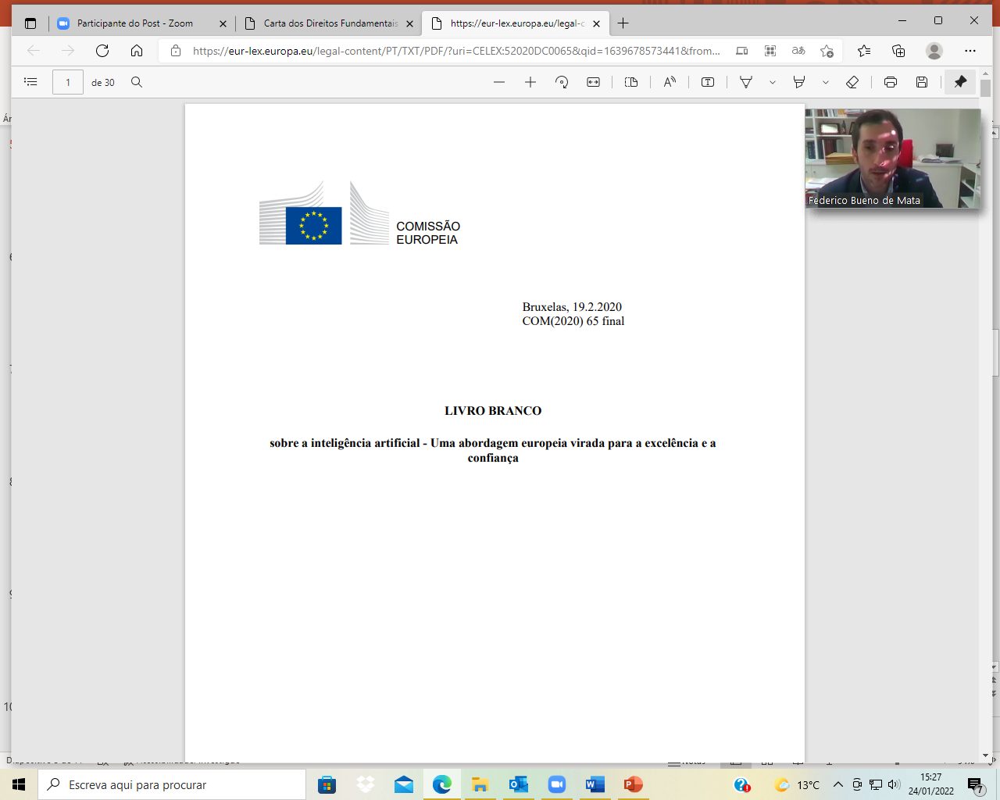 Participante do Post - Zoom
Carta dos Direitos Fundamentais
https://eur-lex.europa.eu/legal-c
https://eur-lex.europa.eu/legal-content/PT/TXT/PDF/?uri=CELEX:52020DC0065&qid=1639678573441&from...
1 de 30
Federico Bueno de Mata
COMISSÃO
EUROPEIA
Bruxelas, 19.2.2020
COM(2020) 65 final
LIVRO BRANCO
sobre a inteligência artificial - Uma abordagem europeia virada para a excelência e a
confiança
10
Escreva aqui para procurar
13°C
15:27
24/01/2022
7